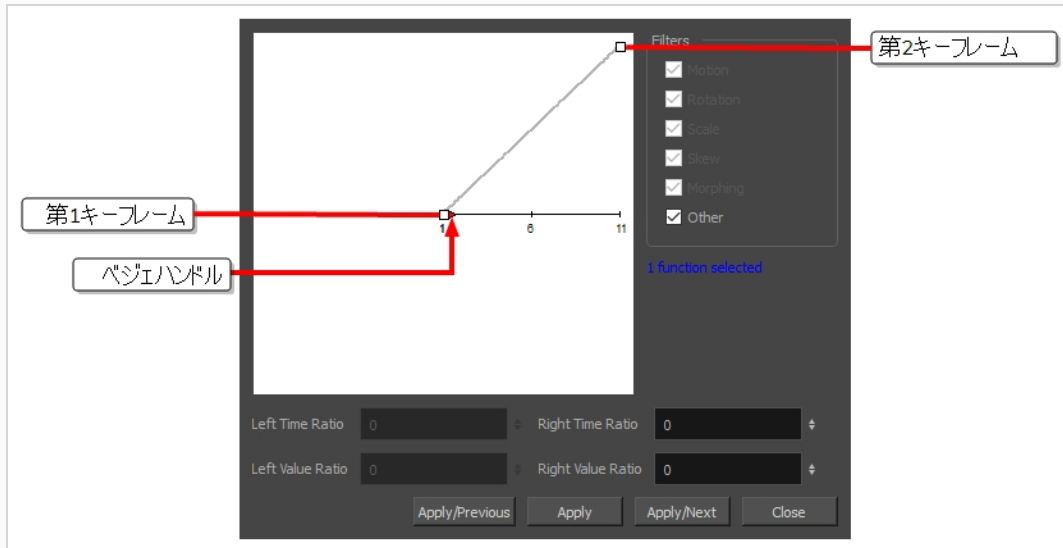 Filters
第2キーフレーム
Motion
Rotation
Scale
Skew
Morphing
Other
第1キーフレーム
1 6 11
ベジェハンドル
1 function selected
Left Time Ratio 0 Right Time Ratio 0
Left Value Ratio 0 Right Value Ratio 0
Apply/Previous Apply Apply/Next Close